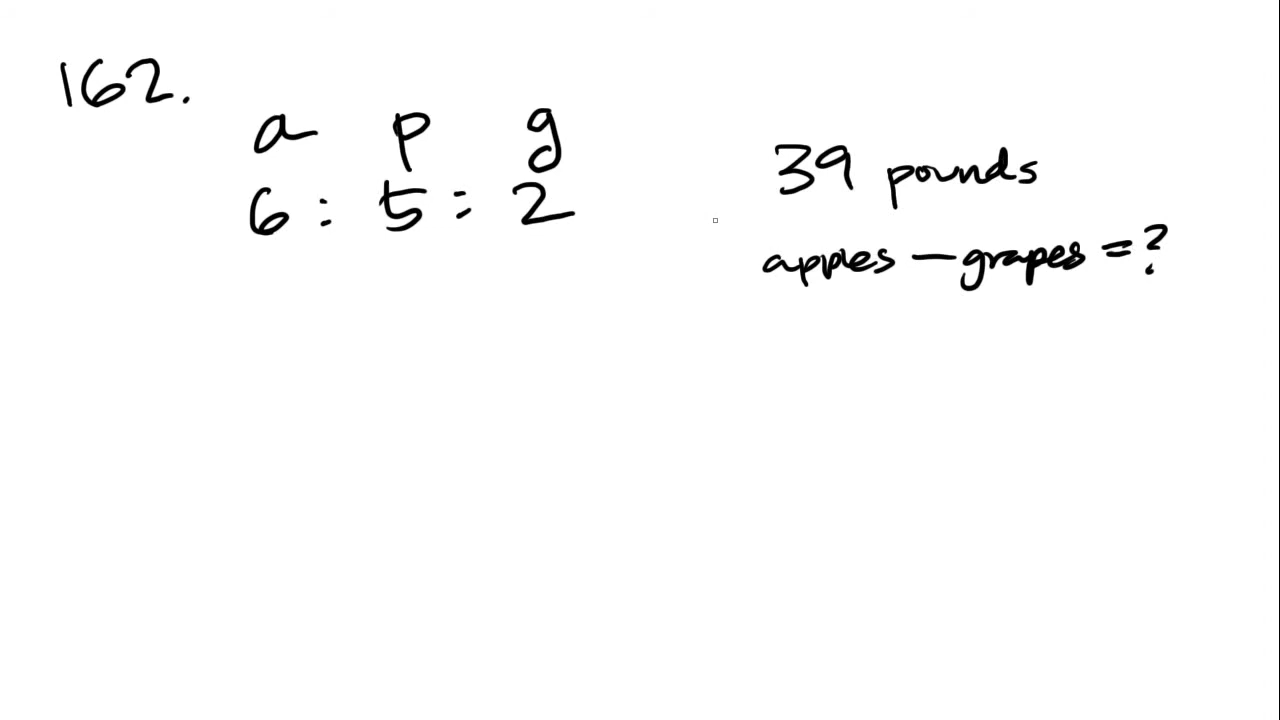 162.
a p g
6 : 5 : 2
39 pounds
apples – grapes = ?